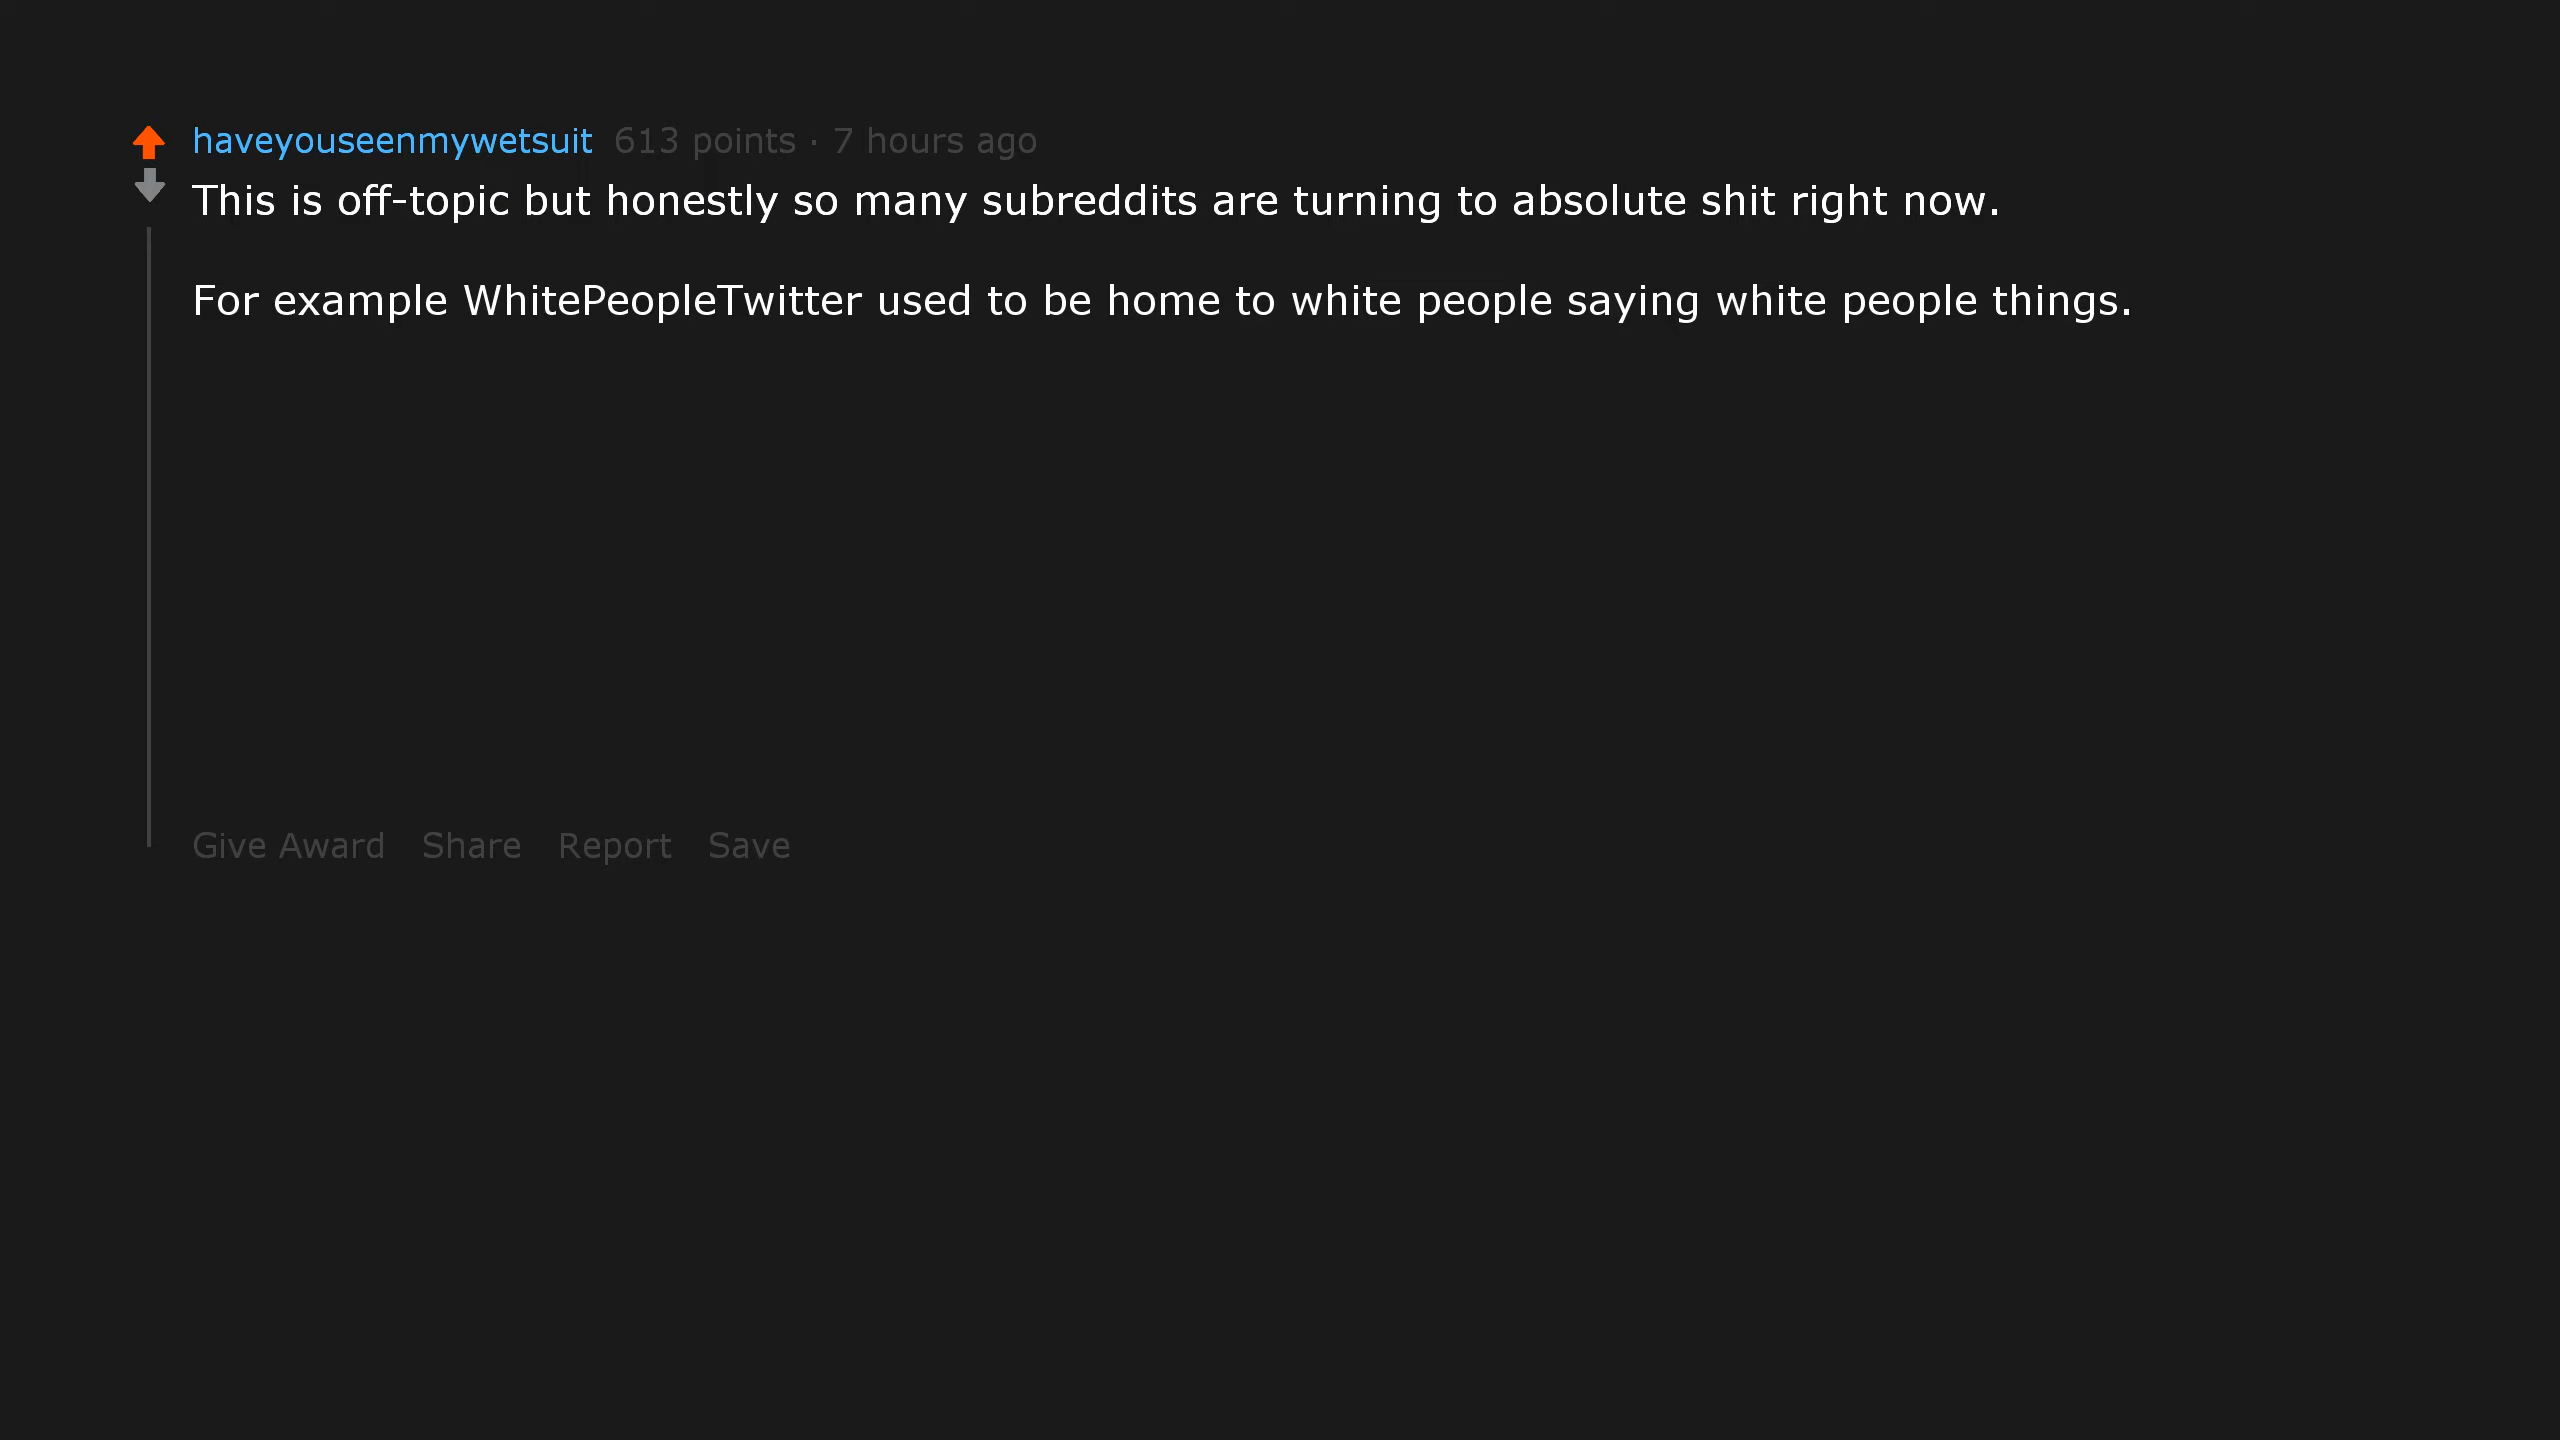 haveyouseenmywetsuit 613 points · 7 hours ago
This is off-topic but honestly so many subreddits are turning to absolute shit right now.
For example WhitePeopleTwitter used to be home to white people saying white people things.
Give Award Share Report Save